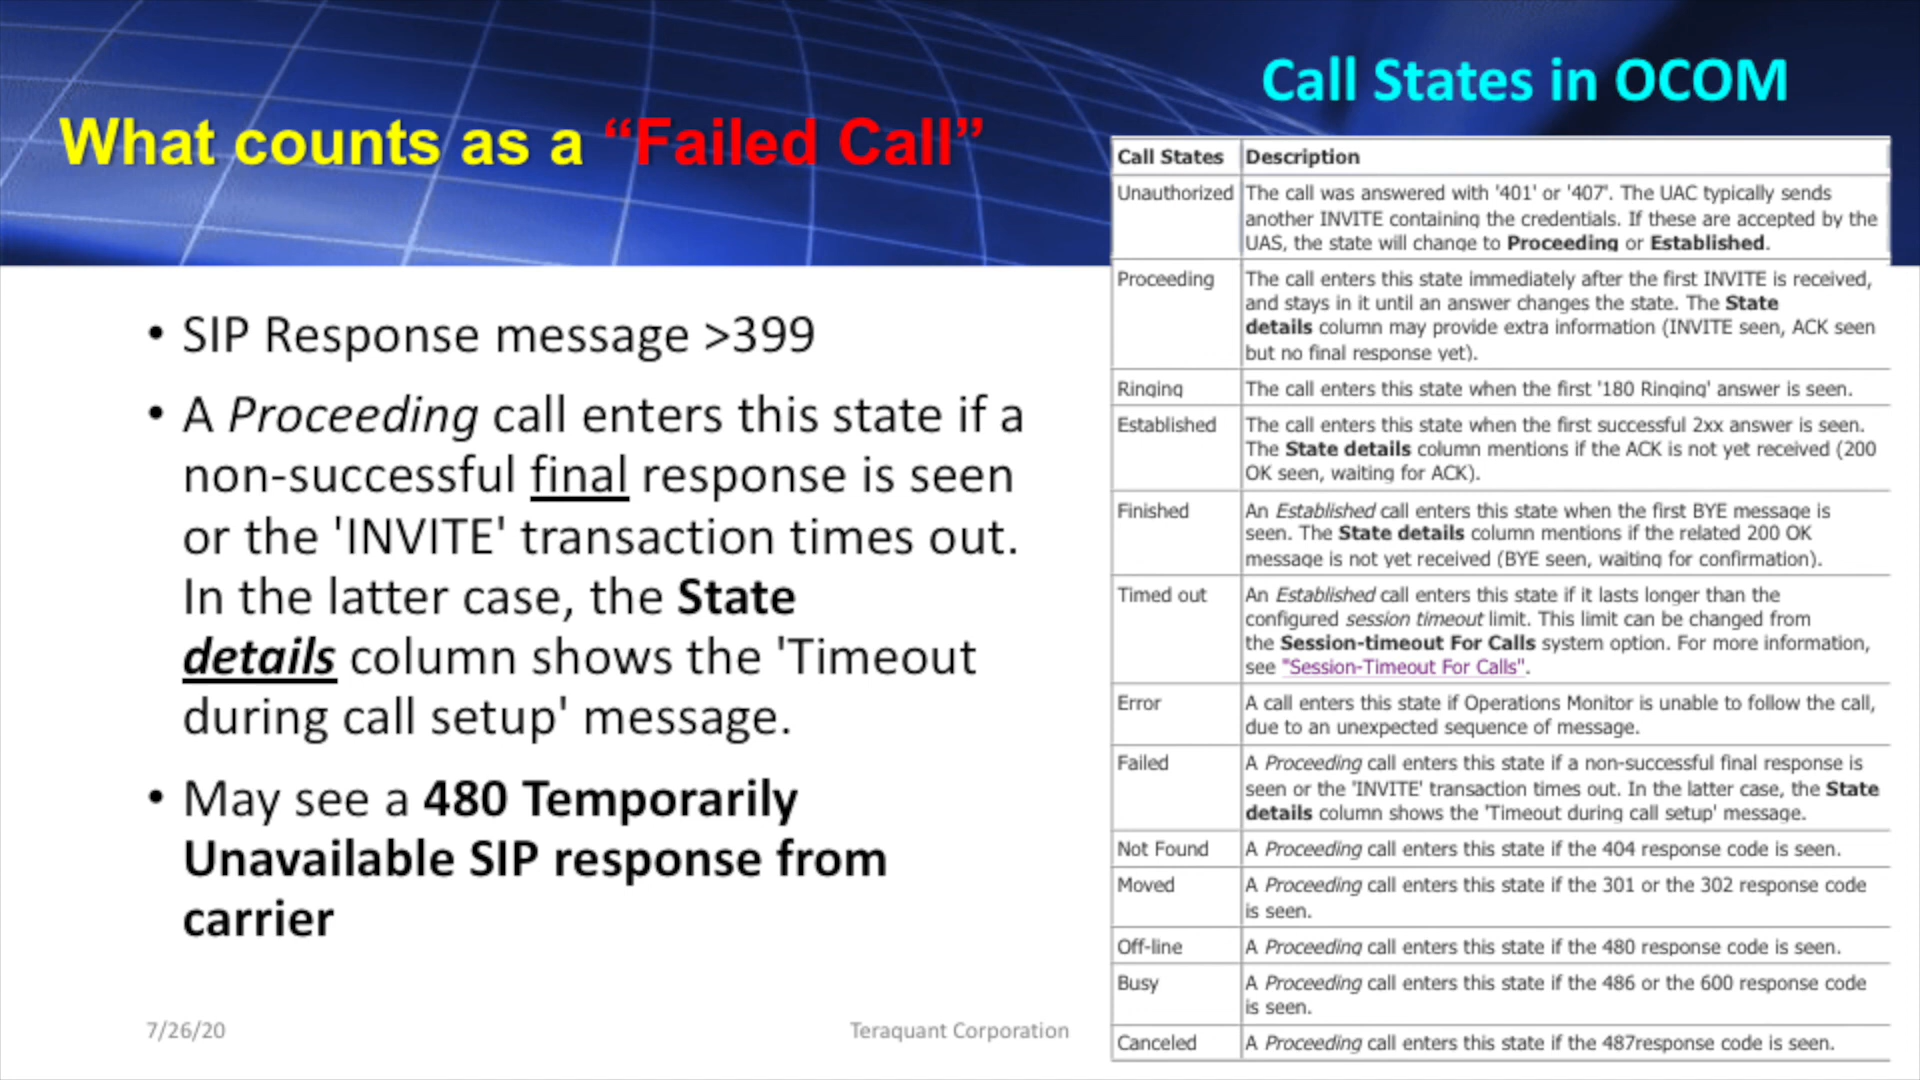 What counts as a “Failed Call”
• SIP Response message >399
• A Proceeding call enters this state if a
non-successful final response is seen
or the 'INVITE' transaction times out.
In the latter case, the State
details column shows the 'Timeout
during call setup' message.
• May see a 480 Temporarily
Unavailable SIP response from
carrier
7/26/20
Teraquant Corporation
Call States in OCOM
Call States Description
Unauthorized The call was answered with '401' or '407'. The UAC typically sends
another INVITE containing the credentials. If these are accepted by the
UAS, the state will change to Proceeding or Established.
Proceeding The call enters this state immediately after the first INVITE is received,
and stays in it until an answer changes the state. The State
details column may provide extra information (INVITE seen, ACK seen
but no final response yet).
Ringing The call enters this state when the first '180 Ringing' answer is seen.
Established The call enters this state when the first successful 2xx answer is seen.
The State details column mentions if the ACK is not yet received (200
OK seen, waiting for ACK).
Finished An Established call enters this state when the first BYE message is
seen. The State details column mentions if the related 200 OK
message is not yet received (BYE seen, waiting for confirmation).
Timed out An Established call enters this state if it lasts longer than the
configured session timeout limit. This limit can be changed from
the Session-timeout For Calls system option. For more information,
see "Session-Timeout For Calls".
Error A call enters this state if Operations Monitor is unable to follow the call,
due to an unexpected sequence of message.
Failed A Proceeding call enters this state if a non-successful final response is
seen or the 'INVITE' transaction times out. In the latter case, the State
details column shows the 'Timeout during call setup' message.
Not Found A Proceeding call enters this state if the 404 response code is seen.
Moved A Proceeding call enters this state if the 301 or the 302 response code
is seen.
Off-line A Proceeding call enters this state if the 480 response code is seen.
Busy A Proceeding call enters this state if the 486 or the 600 response code
is seen.
Canceled A Proceeding call enters this state if the 487response code is seen.